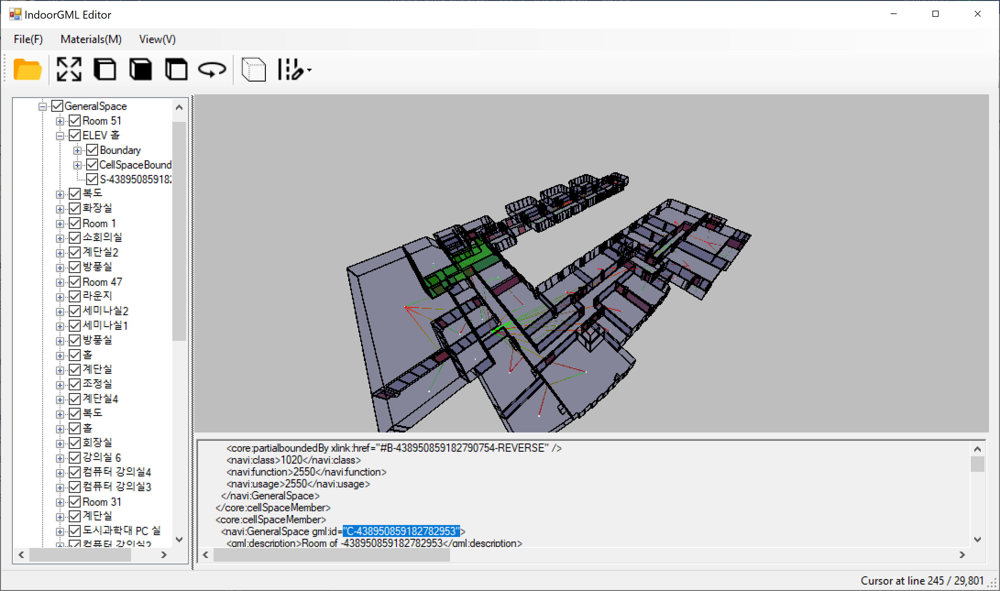 IndoorGML Editor
File(F) Materials(M) View(V)
GeneralSpace
Room 51
ELEV 홀
Boundary
CellSpaceBound
S-438950859182
복도
화장실
Room 1
소회의실
계단실2
방풍실
Room 47
라운지
세미나실2
세미나실1
방풍실
홀
계단실
조정실
계단실4
복도
홀
회장실
강의실 6
컴퓨터 강의실4
컴퓨터 강의실3
Room 31
계단실
도시과학대 PC 실
컴퓨터 강의실2
<core:partialboundedBy xlink:href="#B-438950859182790754-REVERSE" />
<navi:class>1020</navi:class>
<navi:function>2550</navi:function>
<navi:usage>2550</navi:usage>
</navi:GeneralSpace>
</core:cellSpaceMember>
<core:cellSpaceMember>
<navi:GeneralSpace gml:id="C-438950859182782953">
<gml:description>Room of -438950859182782953</gml:description>
Cursor at line 245 / 29,801